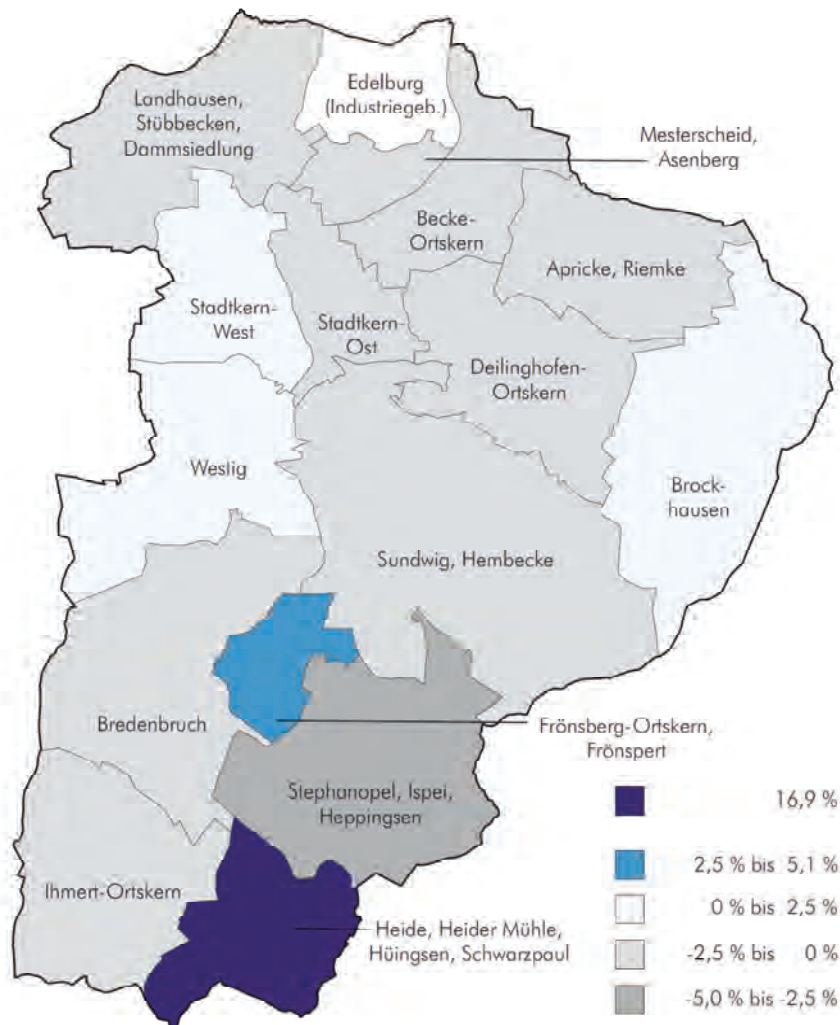 Edelburg
(Industriegeb.)
Landhausen,
Stübbecken,
Dammsiedlung
Mesterscheid,
Asenberg
Becke-
Ortskern
Apricke, Riemke
Stadtkern-
West
Stadtkern-
Ost
Deilinghofen-
Ortskern
Westig
Brock-
hausen
Sundwig, Hembecke
Bredenbruch
Frönsberg-Ortskern,
Frönspert
Stephanopel, Ispei,
Heppingsen
Ihmert-Ortskern
Heide, Heider Mühle,
Hüingsen, Schwarzpaul
16,9 %
2,5 % bis 5,1 %
0 % bis 2,5 %
-2,5 % bis 0 %
-5,0 % bis -2,5 %